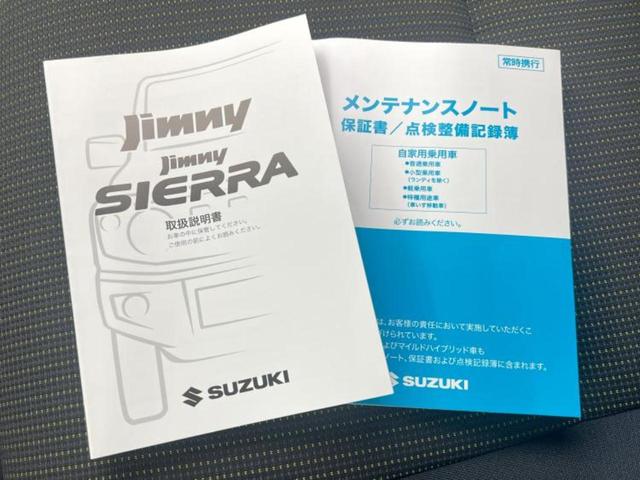 Jimny
Jimny
SIERRA
取扱説明書
お車の中に保管してください。
ご使用の前によくお読みください。
SUZUKI
常時携行
メンテナンスノート
保証書／点検整備記録簿
自家用乗用車
●普通乗用車
●小型乗用車
(ランディを除く)
●軽乗用車
●特種用途車
(車いす移動車)
必ずお読みください。
は、お客様の責任において実施していただくこ
けられています。
よびマイルドハイブリッド車も
ノート、保証書および点検記録簿に含まれます。
SUZUKI